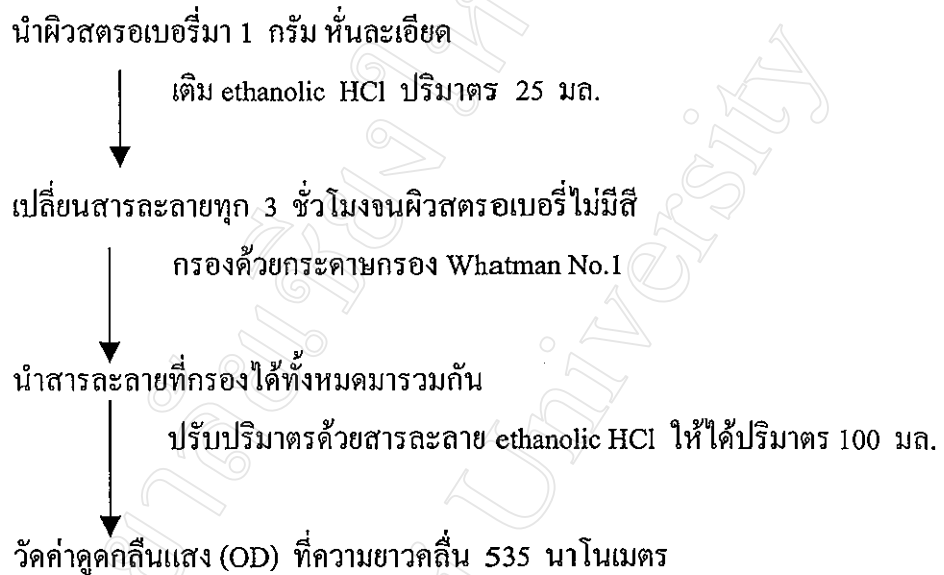 นำผิวสตรอเบอรี่มา 1 กรัม หั่นละเอียด
เติม ethanolic HCl ปริมาตร 25 มล.
เปลี่ยนสารละลายทุก 3 ชั่วโมงจนผิวสตรอเบอรี่ไม่มีสี
กรองด้วยกระดาษกรอง Whatman No.1
นำสารละลายที่กรองได้ทั้งหมดมารวมกัน
ปรับปริมาตรด้วยสารละลาย ethanolic HCl ให้ได้ปริมาตร 100 มล.
วัดค่าดูดกลืนแสง (OD) ที่ความยาวคลื่น 535 นาโนเมตร
University